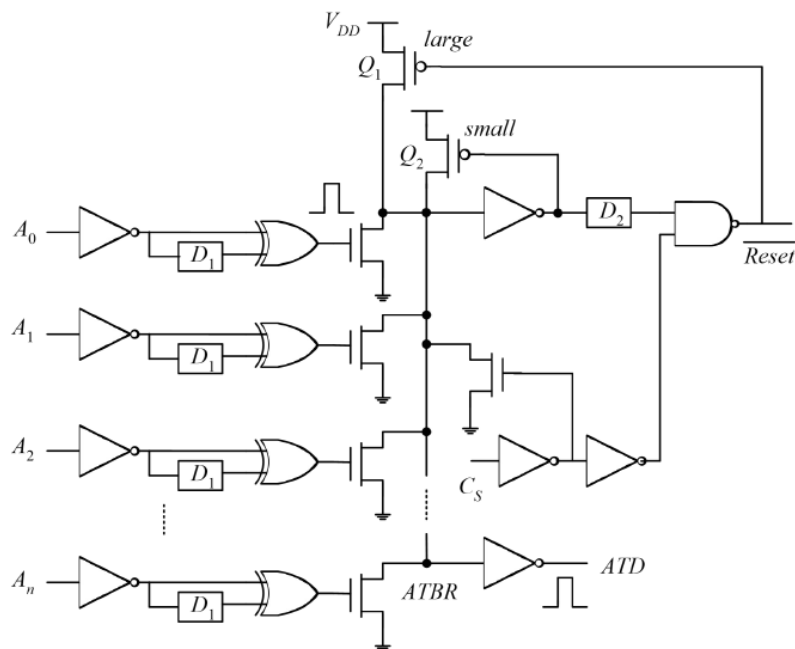 V_DD
large
Q_1
small
Q_2
A_0
D_1
D_2
Reset
A_1
D_1
A_2
D_1
C_S
A_n
D_1
ATBR
ATD